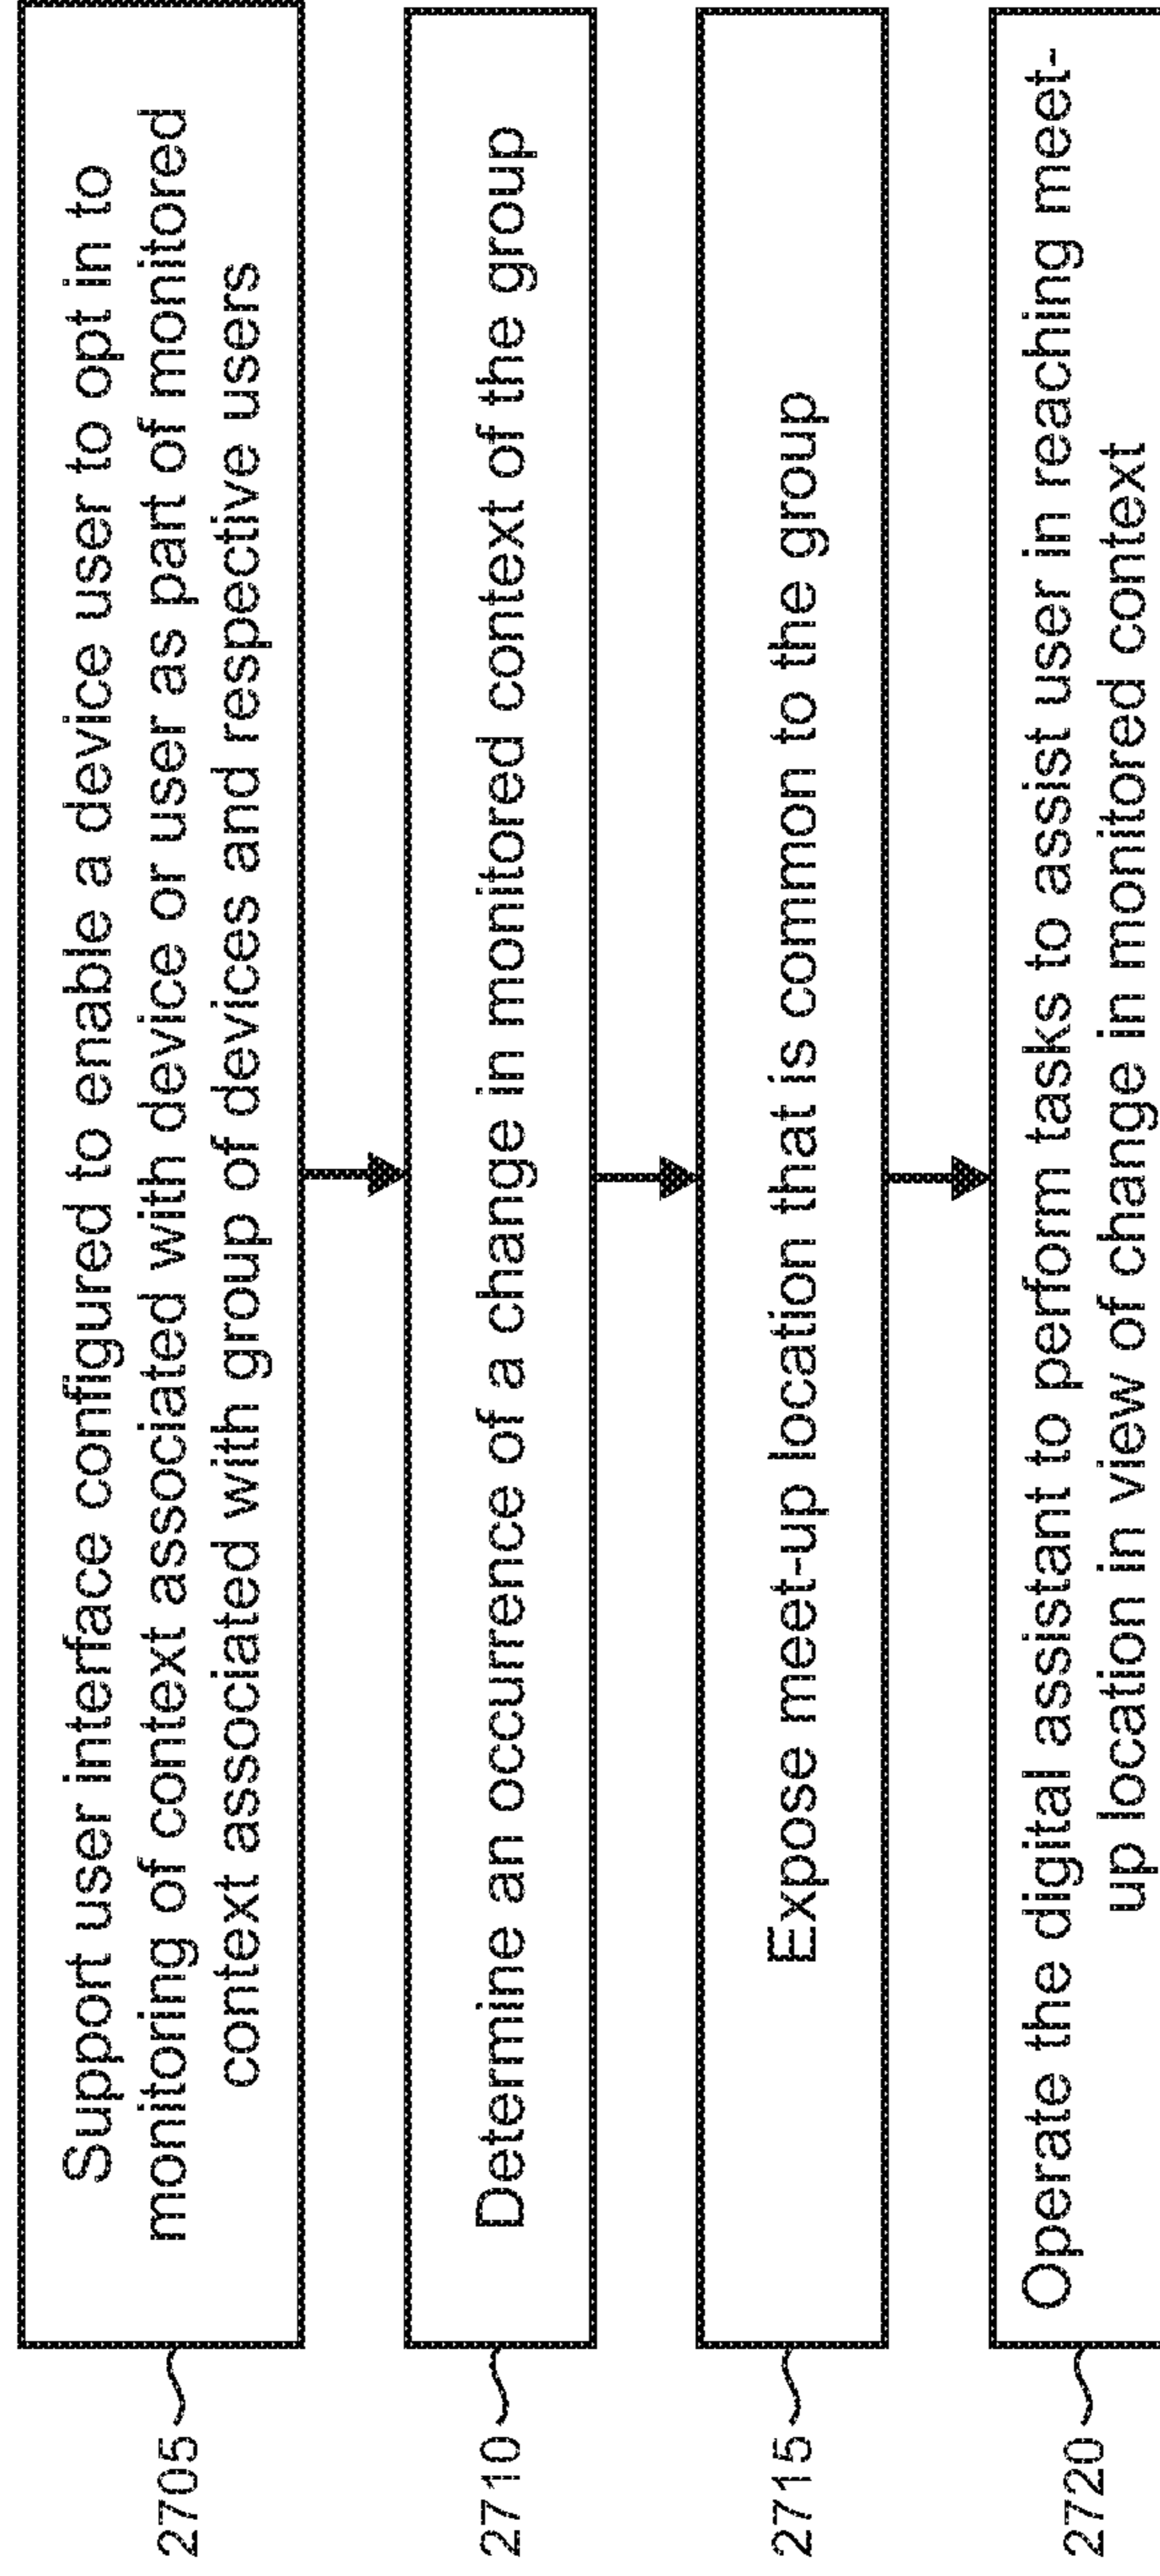 2705
Support user interface configured to enable a device user to opt in to
monitoring of context associated with device or user as part of monitored
context associated with group of devices and respective users
2710
Determine an occurrence of a change in monitored context of the group
2715
Expose meet-up location that is common to the group
2720
Operate the digital assistant to perform tasks to assist user in reaching meet-
up location in view of change in monitored context